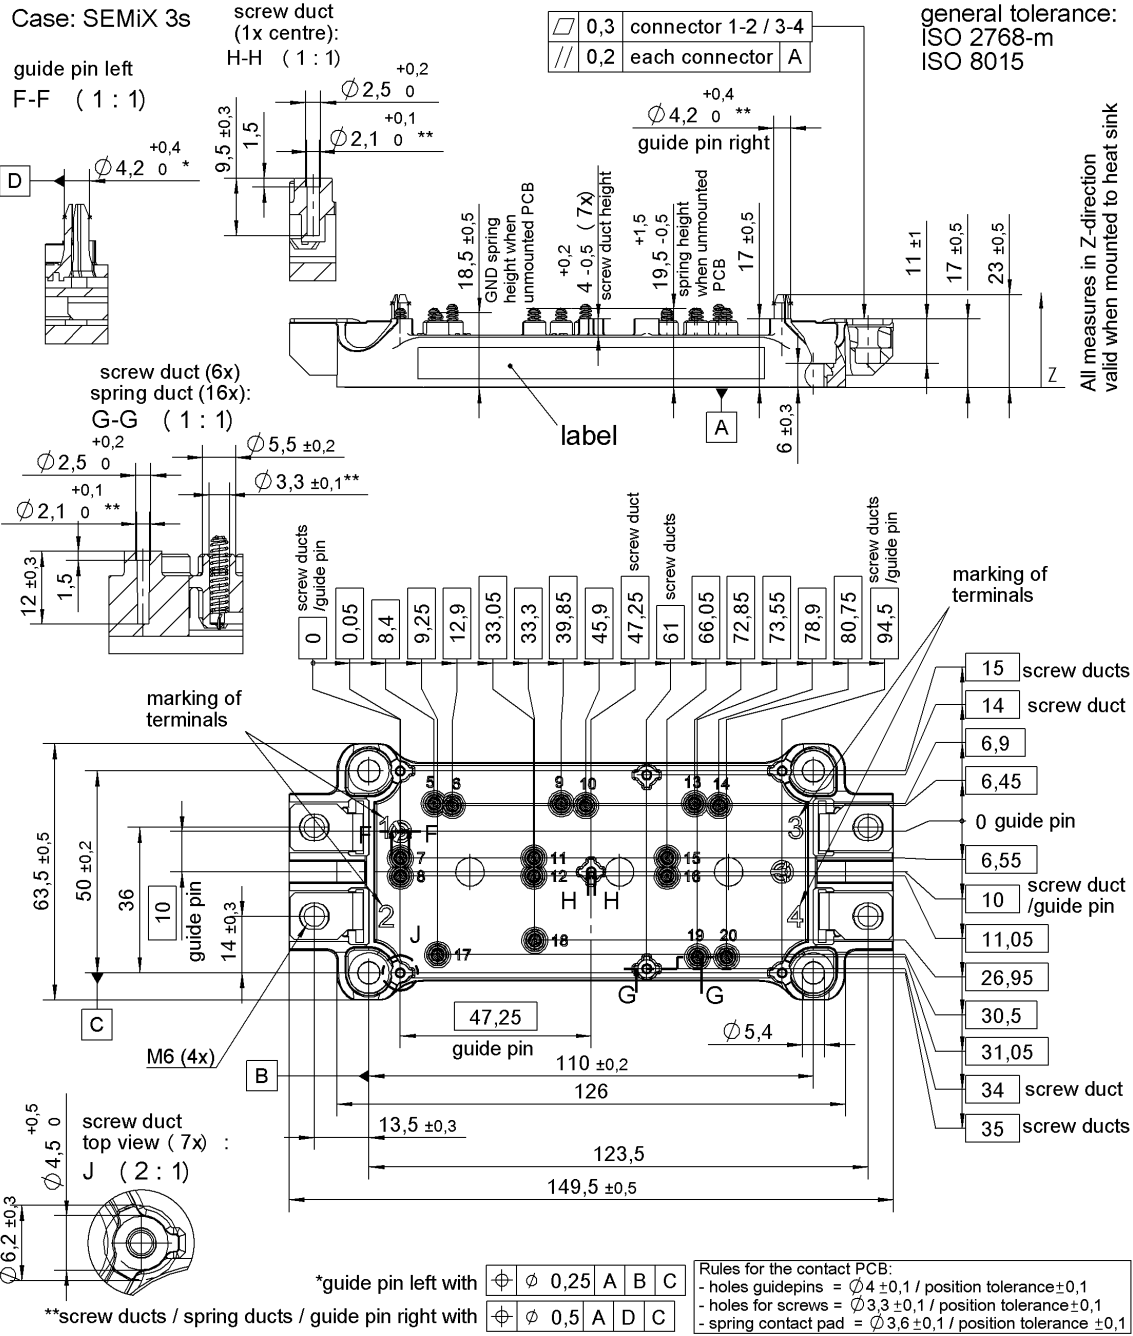 Case: SEMiX 3s
guide pin left
F-F ( 1 : 1)
D
+0,4
Ø4,2 0 *
screw duct
(1x centre):
H-H ( 1 : 1)
+0,2
Ø2,5 0
+0,1
Ø2,1 0 **
9,5 ±0,3
1,5
⏥ 0,3 connector 1-2 / 3-4
// 0,2 each connector A
general tolerance:
ISO 2768-m
ISO 8015
+0,4
Ø4,2 0 **
guide pin right
18,5 ±0,5
GND spring
height when
unmounted PCB
+0,2
4 -0,5 ( 7x)
screw duct height
+1,5
19,5 -0,5
spring height
when unmounted
PCB
17 ±0,5
11 ±1
17 ±0,5
23 ±0,5
Z
All measures in Z-direction
valid when mounted to heat sink
label
A
6 ±0,3
screw duct (6x)
spring duct (16x):
G-G ( 1 : 1)
+0,2
Ø2,5 0
Ø5,5 ±0,2
Ø3,3 ±0,1**
+0,1
Ø2,1 0 **
12 ±0,3
1,5
screw ducts
/guide pin
screw duct
screw ducts
screw ducts
/guide pin
0
0,05
8,4
9,25
12,9
33,05
33,3
39,85
45,9
47,25
61
66,05
72,85
73,55
78,9
80,75
94,5
marking of
terminals
marking of
terminals
15 screw ducts
14 screw duct
6,9
6,45
0 guide pin
6,55
10 screw duct
/guide pin
11,05
26,95
30,5
31,05
34 screw duct
35 screw ducts
63,5 ±0,5
50 ±0,2
36
10
guide pin
14 ±0,3
5 6 9 10 13 14
F 1 F 3
7 11 15
8 12 16
H H
2 J 4
17 18 19 20
G G
C
M6 (4x)
47,25
guide pin
Ø5,4
B
110 ±0,2
126
13,5 ±0,3
123,5
149,5 ±0,5
screw duct
top view ( 7x) :
J ( 2 : 1)
+0,5
Ø4,5 0
Ø6,2 ±0,3
*guide pin left with ⌖ ø 0,25 A B C
**screw ducts / spring ducts / guide pin right with ⌖ ø 0,5 A D C
Rules for the contact PCB:
- holes guidepins = Ø4 ±0,1 / position tolerance±0,1
- holes for screws = Ø3,3 ±0,1 / position tolerance±0,1
- spring contact pad = Ø3,6 ±0,1 / position tolerance ±0,1